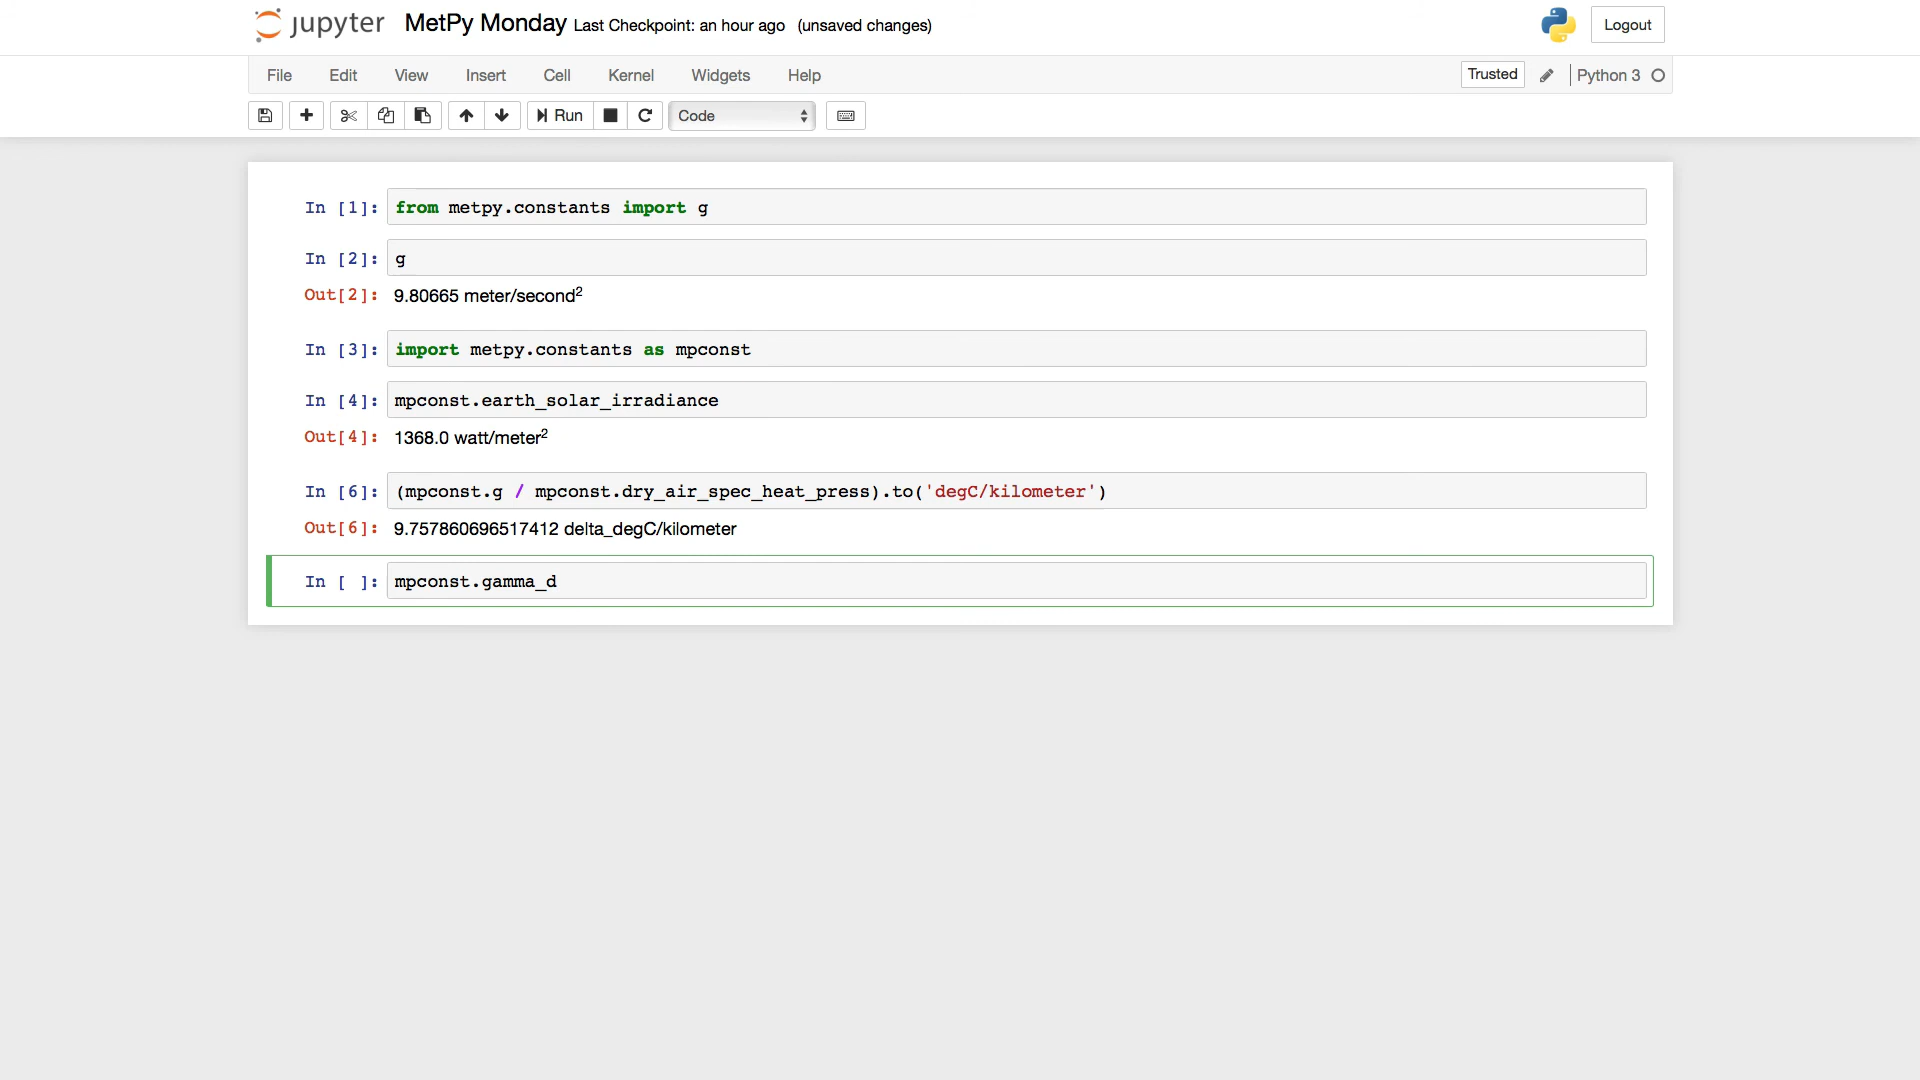 jupyter MetPy Monday Last Checkpoint: an hour ago (unsaved changes) Logout
File Edit View Insert Cell Kernel Widgets Help Trusted Python 3
Run Code
In [1]: from metpy.constants import g
In [2]: g
Out[2]: 9.80665 meter/second²
In [3]: import metpy.constants as mpconst
In [4]: mpconst.earth_solar_irradiance
Out[4]: 1368.0 watt/meter²
In [6]: (mpconst.g / mpconst.dry_air_spec_heat_press).to('degC/kilometer')
Out[6]: 9.757860696517412 delta_degC/kilometer
In [ ]: mpconst.gamma_d